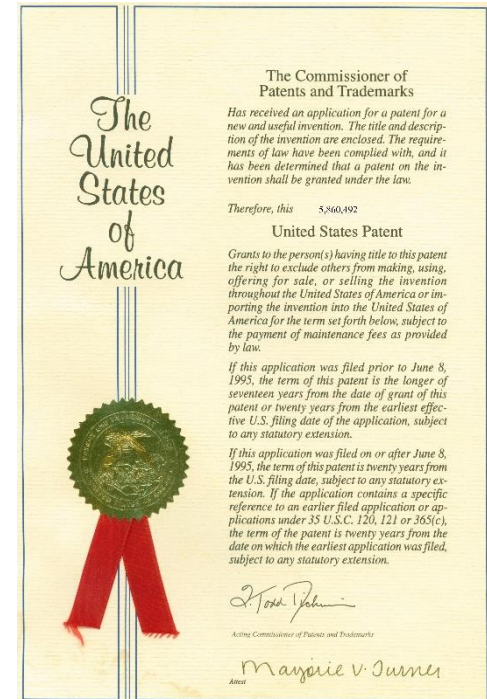 The
United
States
of
America
The Commissioner of
Patents and Trademarks
Has received an application for a patent for a
new and useful invention. The title and descrip-
tion of the invention are enclosed. The require-
ments of law have been complied with, and it
has been determined that a patent on the in-
vention shall be granted under the law.
Therefore, this 5,860,492
United States Patent
Grants to the person(s) having title to this patent
the right to exclude others from making, using,
offering for sale, or selling the invention
throughout the United States of America or im-
porting the invention into the United States of
America for the term set forth below, subject to
the payment of maintenance fees as provided
by law.
If this application was filed prior to June 8,
1995, the term of this patent is the longer of
seventeen years from the date of grant of this
patent or twenty years from the earliest effec-
tive U.S. filing date of the application, subject
to any statutory extension.
If this application was filed on or after June 8,
1995, the term of this patent is twenty years from
the U.S. filing date, subject to any statutory ex-
tension. If the application contains a specific
reference to an earlier filed application or ap-
plications under 35 U.S.C. 120, 121 or 365(c),
the term of the patent is twenty years from the
date on which the earliest application was filed,
subject to any statutory extension.
Acting Commissioner of Patents and Trademarks
Marjorie V. Turner
Attest